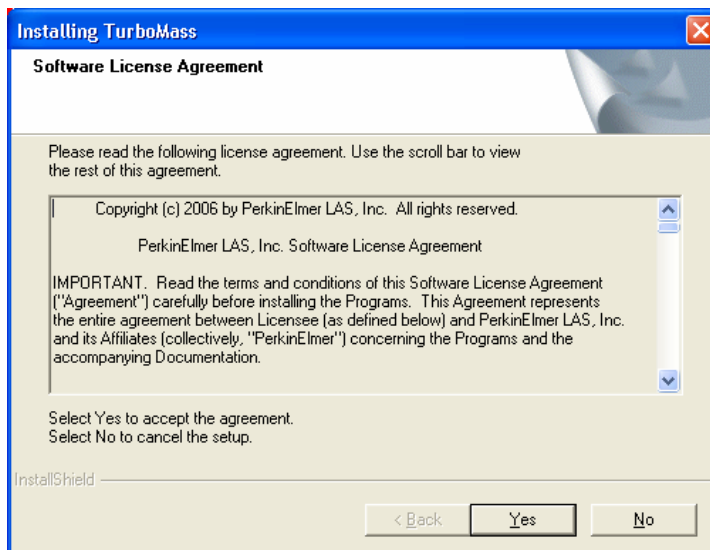 Installing TurboMass
Software License Agreement
Please read the following license agreement. Use the scroll bar to view
the rest of this agreement.
Copyright (c) 2006 by PerkinElmer LAS, Inc. All rights reserved.
PerkinElmer LAS, Inc. Software License Agreement
IMPORTANT. Read the terms and conditions of this Software License Agreement
("Agreement") carefully before installing the Programs. This Agreement represents
the entire agreement between Licensee (as defined below) and PerkinElmer LAS, Inc.
and its Affiliates (collectively, "PerkinElmer") concerning the Programs and the
accompanying Documentation.
Select Yes to accept the agreement.
Select No to cancel the setup.
InstallShield
< Back Yes No